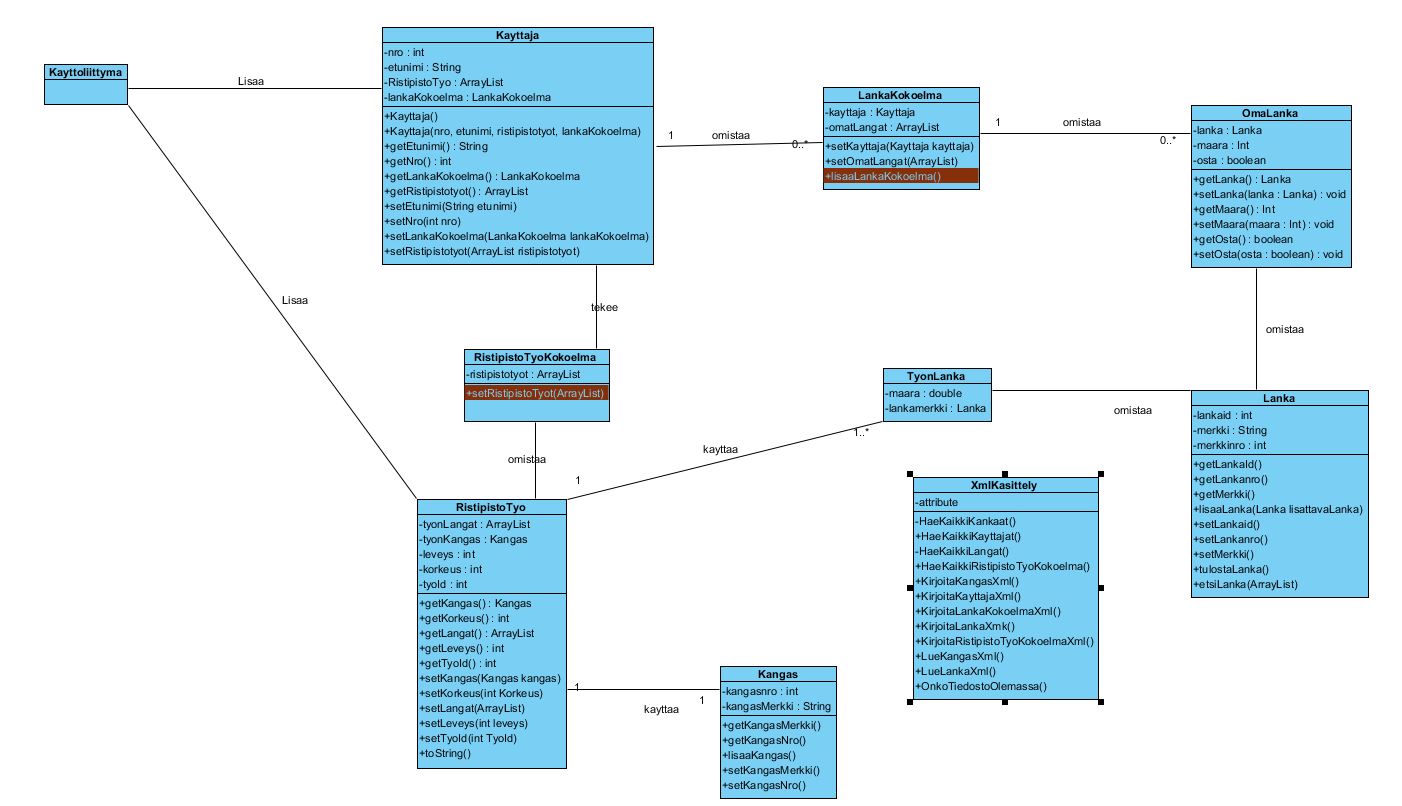 Kayttoliittyma
Lisaa
Kayttaja
-nro : int
-etunimi : String
-RistipistoTyo : ArrayList
-lankaKokoelma : LankaKokoelma
+Kayttaja()
+Kayttaja(nro, etunimi, ristipistotyot, lankaKokoelma)
+getEtunimi() : String
+getNro() : int
+getLankaKokoelma() : LankaKokoelma
+getRistipistotyot() : ArrayList
+setEtunimi(String etunimi)
+setNro(int nro)
+setLankaKokoelma(LankaKokoelma lankaKokoelma)
+setRistipistotyot(ArrayList ristipistotyot)
1
omistaa
0..*
LankaKokoelma
-kayttaja : Kayttaja
-omatLangat : ArrayList
+setKayttaja(Kayttaja kayttaja)
+setOmatLangat(ArrayList)
+lisaaLankaKokoelma()
1
omistaa
0..*
OmaLanka
-lanka : Lanka
-maara : Int
-osta : boolean
+getLanka() : Lanka
+setLanka(lanka : Lanka) : void
+getMaara() : Int
+setMaara(maara : Int) : void
+getOsta() : boolean
+setOsta(osta : boolean) : void
Lisaa
tekee
omistaa
RistipistoTyoKokoelma
-ristipistotyot : ArrayList
+setRistipistoTyot(ArrayList)
omistaa
TyonLanka
-maara : double
-lankamerkki : Lanka
1..*
kayttaa
1
omistaa
Lanka
-lankaid : int
-merkki : String
-merkkinro : int
+getLankaId()
+getLankanro()
+getMerkki()
+lisaaLanka(Lanka lisattavaLanka)
+setLankaid()
+setLankanro()
+setMerkki()
+tulostaLanka()
+etsiLanka(ArrayList)
XmlKasittely
-attribute
-HaeKaikkiKankaat()
+HaeKaikkiKayttajat()
-HaeKaikkiLangat()
+HaeKaikkiRistipistoTyoKokoelma()
+KirjoitaKangasXml()
+KirjoitaKayttajaXml()
+KirjoitaLankaKokoelmaXml()
+KirjoitaLankaXmk()
+KirjoitaRistipistoTyoKokoelmaXml()
+LueKangasXml()
+LueLankaXml()
+OnkoTiedostoOlemassa()
RistipistoTyo
-tyonLangat : ArrayList
-tyonKangas : Kangas
-leveys : int
-korkeus : int
-tyoId : int
+getKangas() : Kangas
+getKorkeus() : int
+getLangat() : ArrayList
+getLeveys() : int
+getTyoId() : int
+setKangas(Kangas kangas)
+setKorkeus(int Korkeus)
+setLangat(ArrayList)
+setLeveys(int leveys)
+setTyoId(int TyoId)
+toString()
1
kayttaa
1
Kangas
-kangasnro : int
-kangasMerkki : String
+getKangasMerkki()
+getKangasNro()
+lisaaKangas()
+setKangasMerkki()
+setKangasNro()